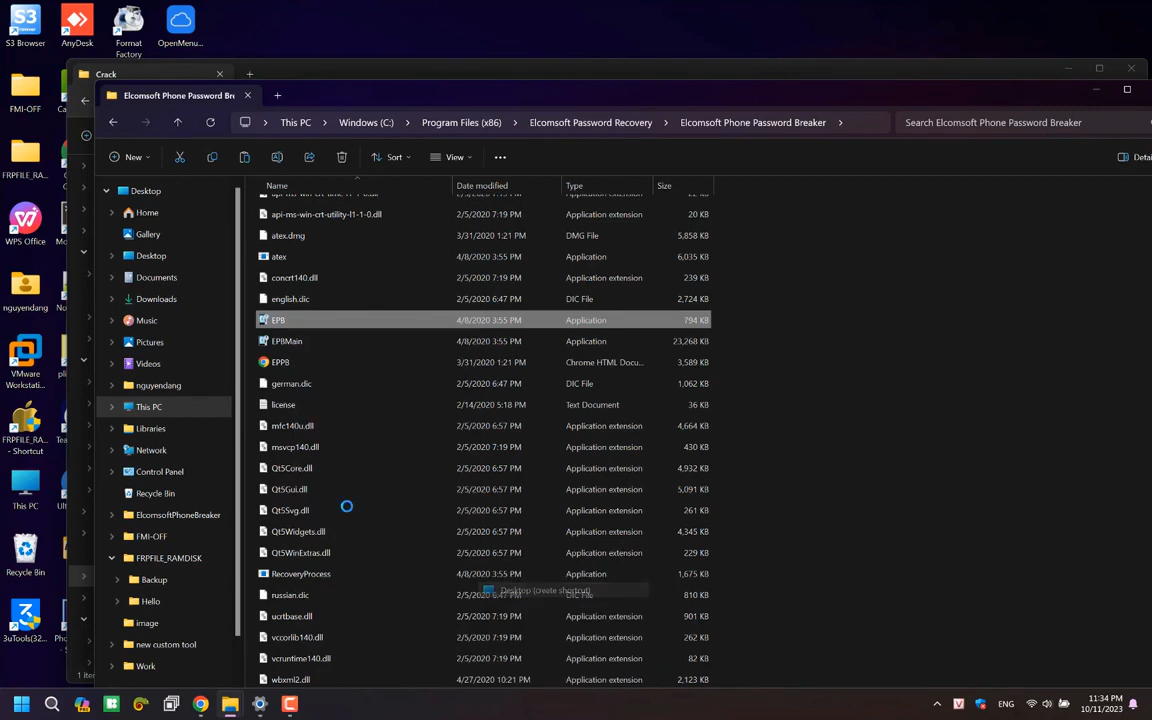 S3 Browser
AnyDesk
Format
Factory
OpenMenu...
FMI-OFF
FRPFILE_RA...
WPS Office
nguyendang
VMware
Workstati...
FRPFILE_RA...
- Shortcut
This PC
Recycle Bin
3uTools(32...
Crack
Elcomsoft Phone Password Bre
This PC
Windows (C:)
Program Files (x86)
Elcomsoft Password Recovery
Elcomsoft Phone Password Breaker
Search Elcomsoft Phone Password Breaker
New
Sort
View
Detai
Desktop
Home
Gallery
Desktop
Documents
Downloads
Music
Pictures
Videos
nguyendang
This PC
Libraries
Network
Control Panel
Recycle Bin
ElcomsoftPhoneBreaker
FMI-OFF
FRPFILE_RAMDISK
Backup
Hello
image
new custom tool
Work
Name Date modified Type Size
api-ms-win-crt-utility-l1-1-0.dll 2/5/2020 7:19 PM Application extension 20 KB
atex.dmg 3/31/2020 1:21 PM DMG File 5,858 KB
atex 4/8/2020 3:55 PM Application 6,035 KB
concrt140.dll 2/5/2020 7:19 PM Application extension 239 KB
english.dic 2/5/2020 6:47 PM DIC File 2,724 KB
EPB 4/8/2020 3:55 PM Application 794 KB
EPBMain 4/8/2020 3:55 PM Application 23,268 KB
EPPB 3/31/2020 1:21 PM Chrome HTML Docu... 3,589 KB
german.dic 2/5/2020 6:47 PM DIC File 1,062 KB
license 2/14/2020 5:18 PM Text Document 36 KB
mfc140u.dll 2/5/2020 6:57 PM Application extension 4,664 KB
msvcp140.dll 2/5/2020 7:19 PM Application extension 430 KB
Qt5Core.dll 2/5/2020 6:57 PM Application extension 4,932 KB
Qt5Gui.dll 2/5/2020 6:57 PM Application extension 5,091 KB
Qt5Svg.dll 2/5/2020 6:57 PM Application extension 261 KB
Qt5Widgets.dll 2/5/2020 6:57 PM Application extension 4,345 KB
Qt5WinExtras.dll 2/5/2020 6:57 PM Application extension 229 KB
RecoveryProcess 4/8/2020 3:55 PM Application 1,675 KB
Desktop (create shortcut)
russian.dic 2/5/2020 6:47 PM DIC File 810 KB
ucrtbase.dll 2/5/2020 7:19 PM Application extension 901 KB
vccorlib140.dll 2/5/2020 7:19 PM Application extension 262 KB
vcruntime140.dll 2/5/2020 7:19 PM Application extension 82 KB
wbxml2.dll 4/27/2020 10:21 PM Application extension 2,123 KB
1 ite
ENG
11:34 PM
10/11/2023